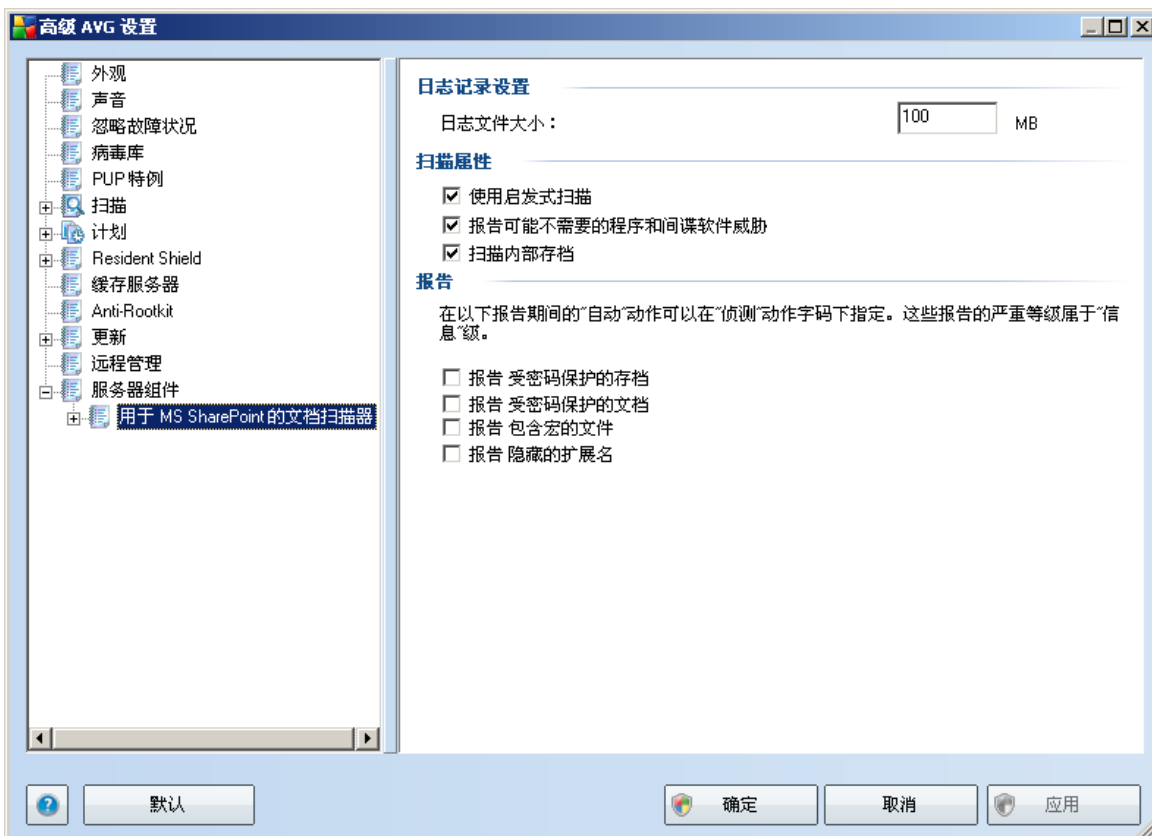 高级 AVG 设置
外观
声音
忽略故障状况
病毒库
PUP 特例
扫描
计划
Resident Shield
缓存服务器
Anti-Rootkit
更新
远程管理
服务器组件
用于 MS SharePoint 的文档扫描器
日志记录设置
日志文件大小：
100 MB
扫描属性
使用启发式扫描
报告可能不需要的程序和间谍软件威胁
扫描内部存档
报告
在以下报告期间的“自动”动作可以在“侦测”动作字码下指定。这些报告的严重等级属于“信
息”级。
报告 受密码保护的存档
报告 受密码保护的文档
报告 包含宏的文件
报告 隐藏的扩展名
默认
确定
取消
应用